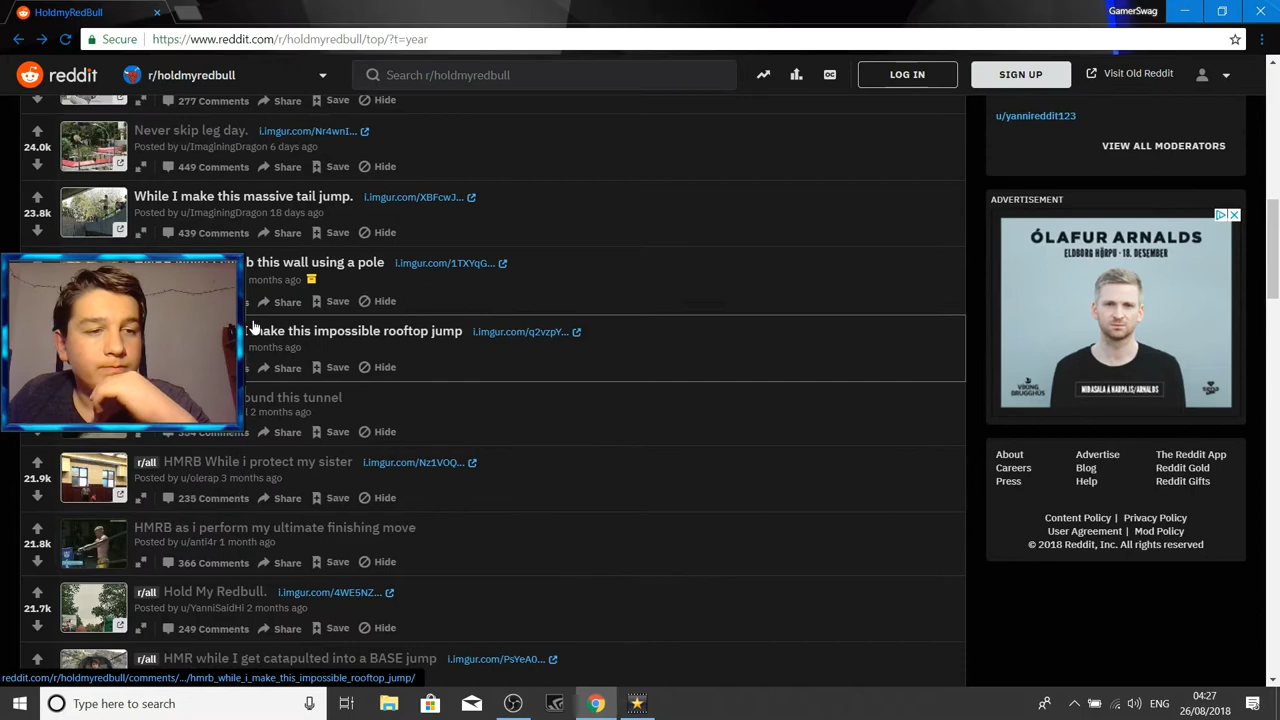 HoldmyRedBull
GamerSwag
Secure
https://www.reddit.com/r/holdmyredbull/top/?t=year
reddit
r/holdmyredbull
Search r/holdmyredbull
LOG IN
SIGN UP
Visit Old Reddit
277 Comments Share Save Hide
24.0k
Never skip leg day. i.imgur.com/Nr4wnI...
Posted by u/ImaginingDragon 6 days ago
449 Comments Share Save Hide
23.8k
While I make this massive tail jump. i.imgur.com/XBFcwJ...
Posted by u/ImaginingDragon 18 days ago
439 Comments Share Save Hide
b this wall using a pole i.imgur.com/1TXYqG...
months ago
Share Save Hide
make this impossible rooftop jump i.imgur.com/q2vzpY...
months ago
Share Save Hide
ound this tunnel
2 months ago
Comments Share Save Hide
21.9k
r/all HMRB While i protect my sister i.imgur.com/Nz1VOQ...
Posted by u/olerap 3 months ago
235 Comments Share Save Hide
21.8k
HMRB as i perform my ultimate finishing move
Posted by u/anti4r 1 month ago
366 Comments Share Save Hide
21.7k
r/all Hold My Redbull. i.imgur.com/4WE5NZ...
Posted by u/YanniSaidHi 2 months ago
249 Comments Share Save Hide
r/all HMR while I get catapulted into a BASE jump i.imgur.com/PsYeA0...
u/yannireddit123
VIEW ALL MODERATORS
ADVERTISEMENT
ÓLAFUR ARNALDS
ELDBORG HÖRPU - 18. DESEMBER
VIKING
BRUGGHÚS
MIÐASALA Á HARPA.IS/ARNALDS
About
Careers
Press
Advertise
Blog
Help
The Reddit App
Reddit Gold
Reddit Gifts
Content Policy | Privacy Policy
User Agreement | Mod Policy
© 2018 Reddit, Inc. All rights reserved
reddit.com/r/holdmyredbull/comments/.../hmrb_while_i_make_this_impossible_rooftop_jump/
Type here to search
ENG
04:27
26/08/2018